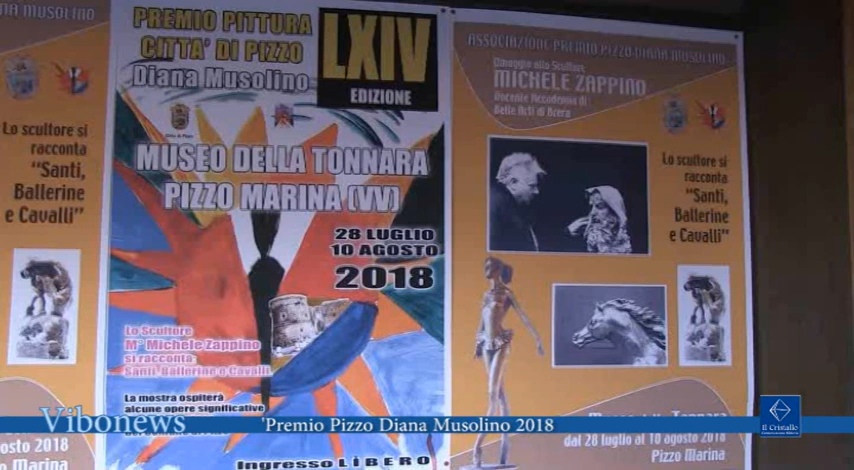 NA MUSOLINO
Lo scultore si
racconta
"Santi,
Ballerine
e Cavalli"
osto 2018
Marina
PREMIO PITTURA
CITTA' DI PIZZO
Diana Musolino
LXIV
EDIZIONE
MUSEO DELLA TONNARA
PIZZO MARINA (VV)
28 LUGLIO
10 AGOSTO
2018
Lo Scultore
M° Michele Zappino
si racconta:
Santi, Ballerine e Cavalli
La mostra ospiterà
alcune opere significative
Ingresso LIBERO
ASSOCIAZIONE PREMIO PIZZO DIANA MUSOLINO
Omaggio allo Scultore
MICHELE ZAPPINO
Docente Accademia di
Belle Arti di Brera
Lo scultore si
racconta
"Santi,
Ballerine
e Cavalli"
dal 28 luglio al 10 agosto 2018
Pizzo Marina
Vibonews
'Premio Pizzo Diana Musolino 2018
Il Cristallo